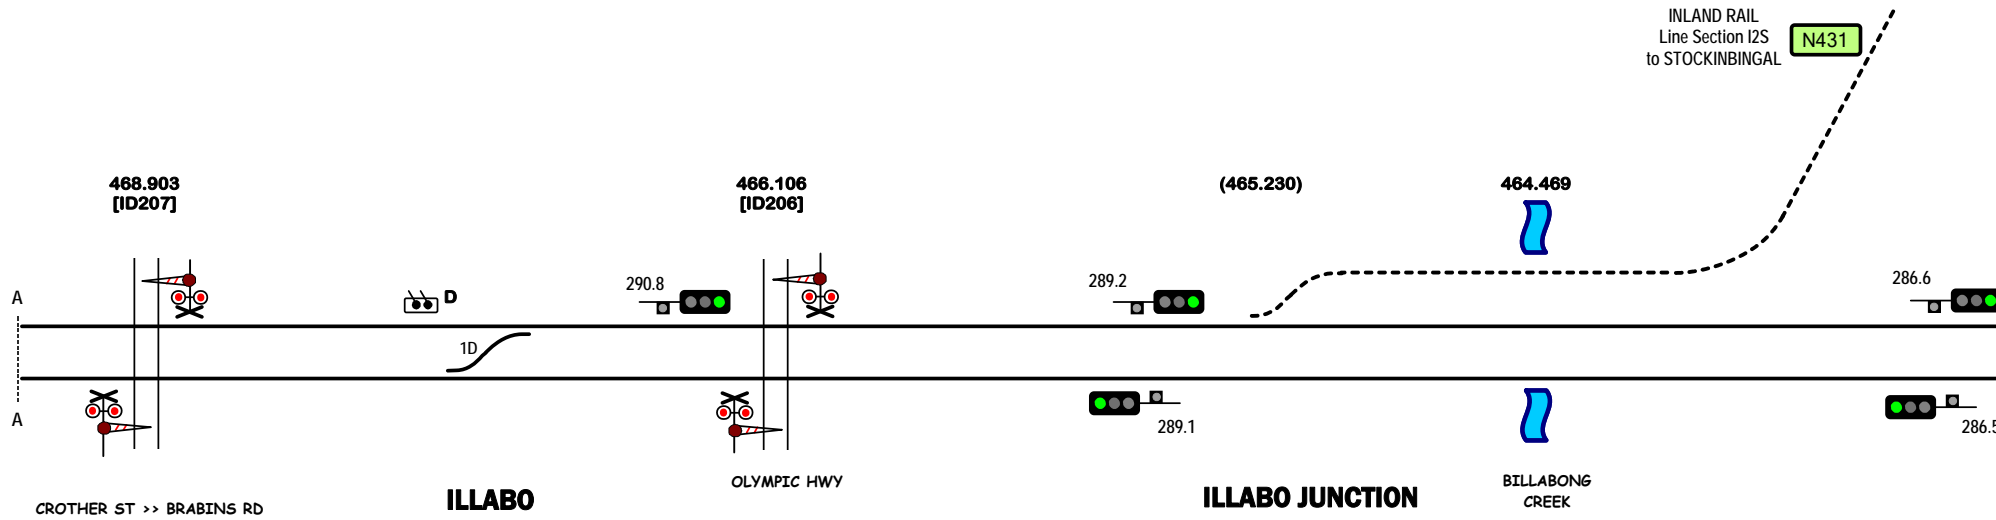 INLAND RAIL
Line Section I2S
to STOCKINBINGAL
N431
468.903
[ID207]
466.106
[ID206]
(465.230)
464.469
A
D
290.8
289.2
286.6
1D
A
289.1
286.5
CROTHER ST >> BRABINS RD
ILLABO
OLYMPIC HWY
ILLABO JUNCTION
BILLABONG
CREEK